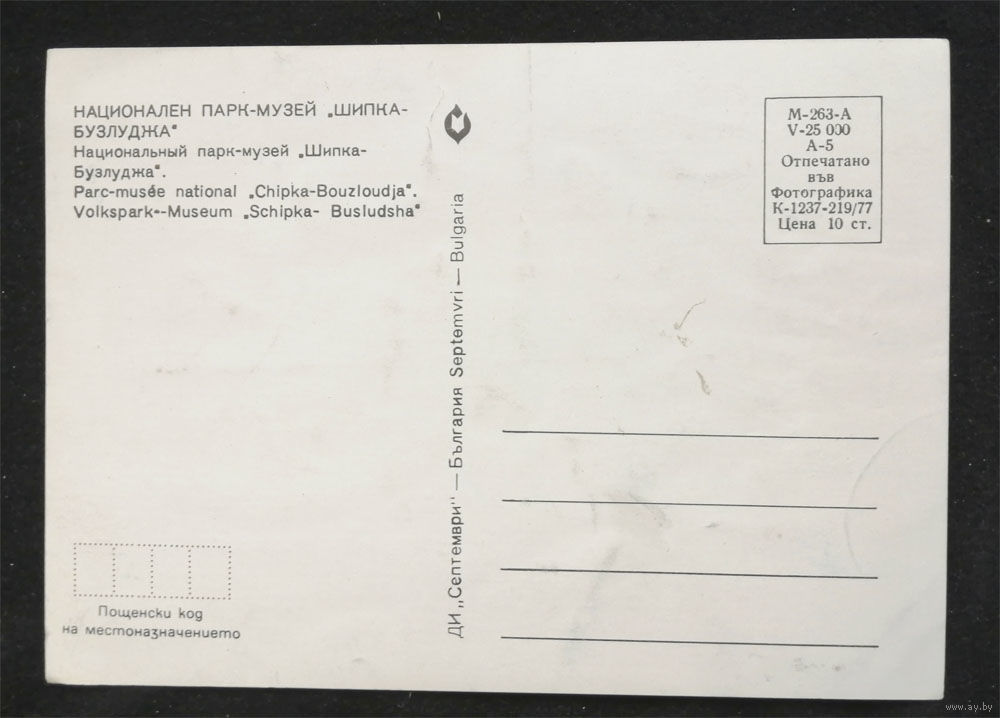 НАЦИОНАЛЕН ПАРК-МУЗЕЙ „ШИПКА-
БУЗЛУДЖА"
Национальный парк-музей „Шипка-
Бузлуджа".
Parc-musée national „Chipka-Bouzloudja".
Volkspark--Museum „Schipka- Busludsha"
Пощенски код
на местоназначението
ДИ „Септември" — България Septemvri — Bulgaria
М-263-А
V-25 000
А-5
Отпечатано
във
Фотографика
К-1237-219/77
Цена 10 ст.
www.ay.by